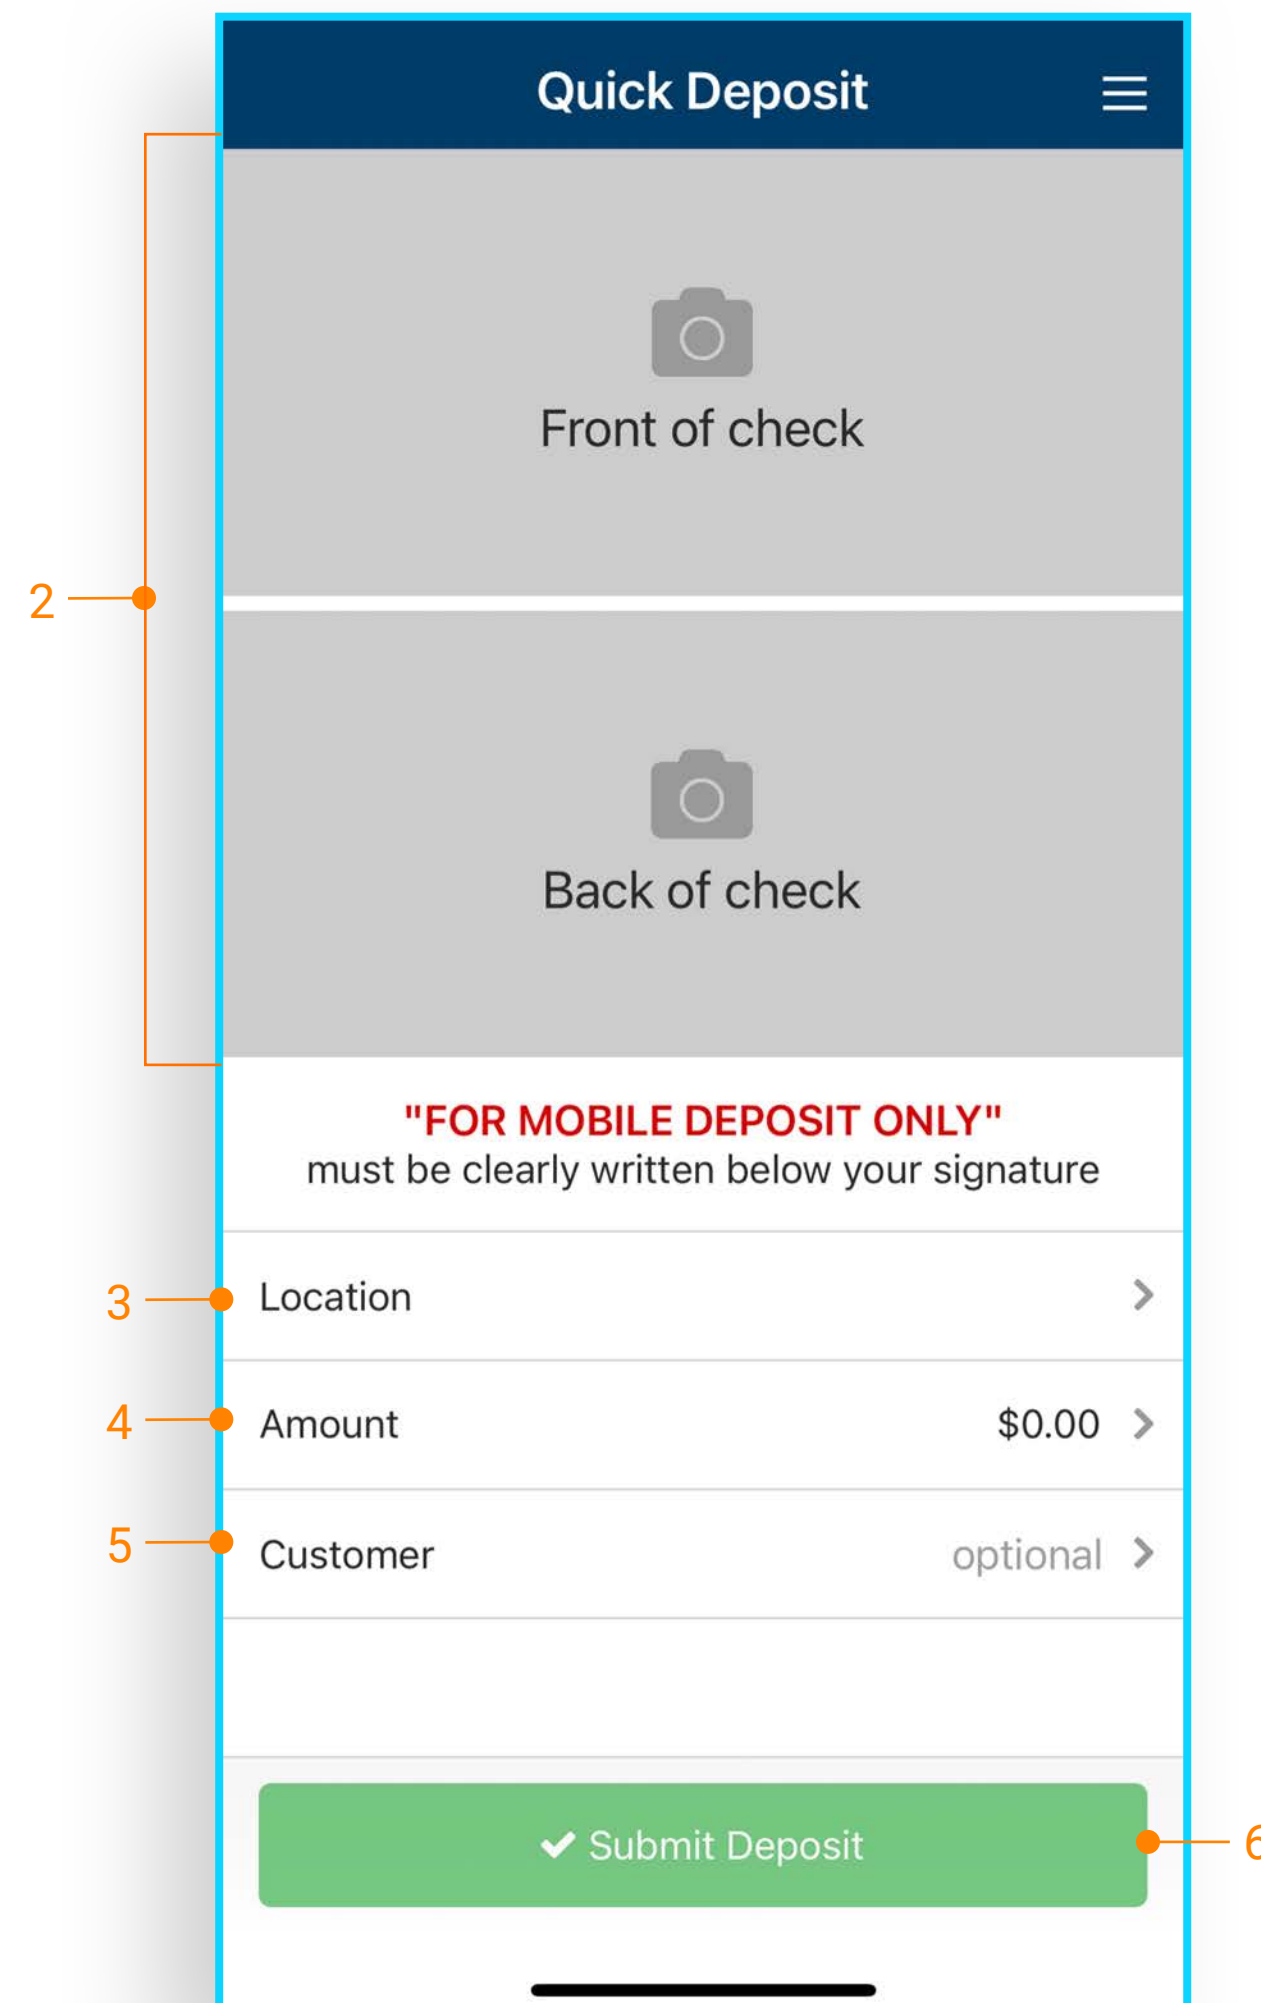 Quick Deposit
Front of check
2
Back of check
"FOR MOBILE DEPOSIT ONLY"
must be clearly written below your signature
3 Location
4 Amount $0.00
5 Customer optional
Submit Deposit 6